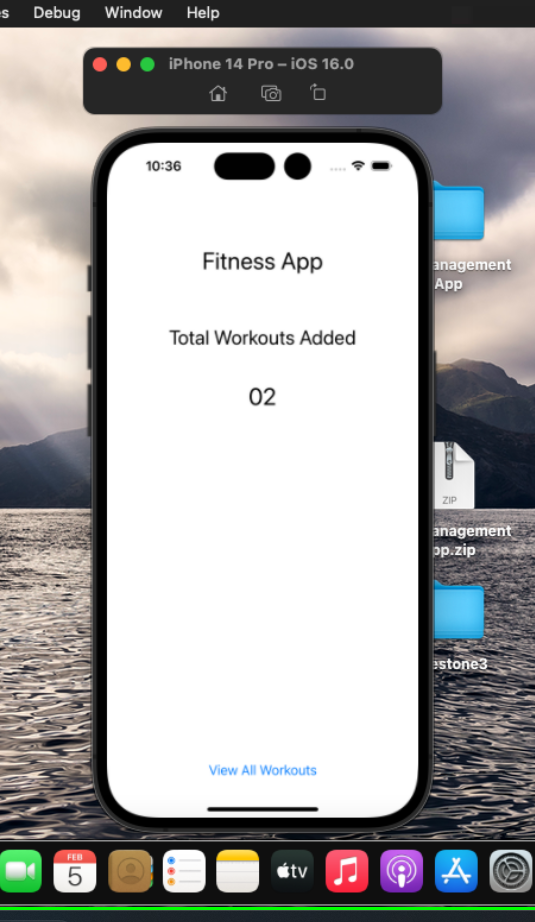 es Debug Window Help
iPhone 14 Pro – iOS 16.0
10:36
Fitness App
anagement
App
Total Workouts Added
02
ZIP
anagement
pp.zip
estone3
View All Workouts
FEB
5
tv